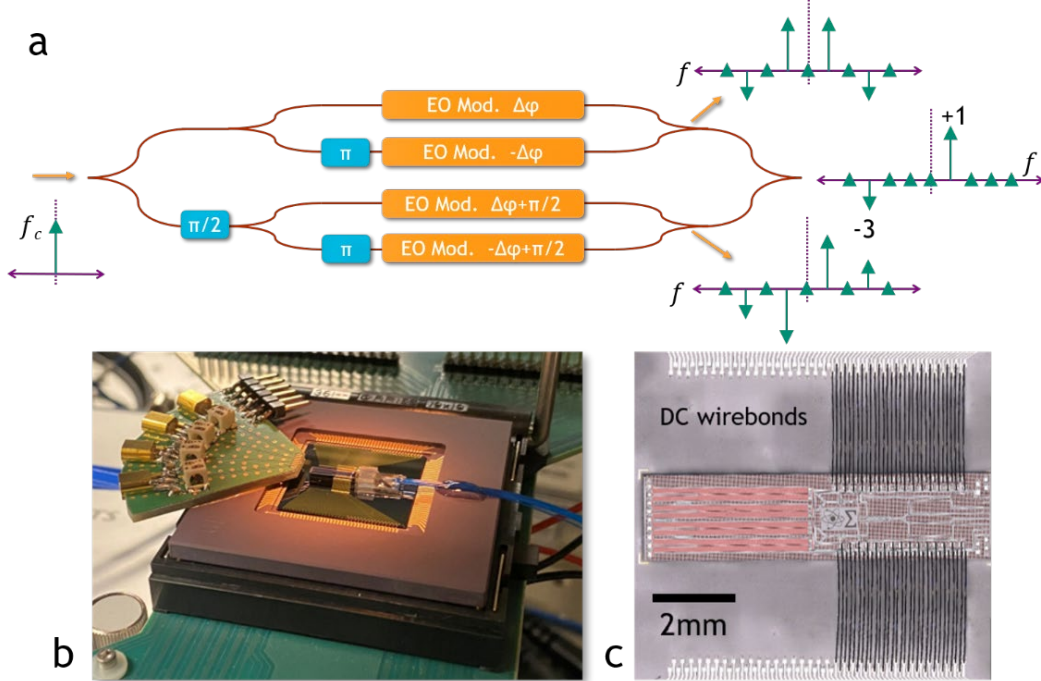 a
f
EO Mod. Δφ
+1
π
EO Mod. -Δφ
f
f_c
π/2
EO Mod. Δφ+π/2
-3
π
EO Mod. -Δφ+π/2
f
DC wirebonds
Σ
2mm
b
c